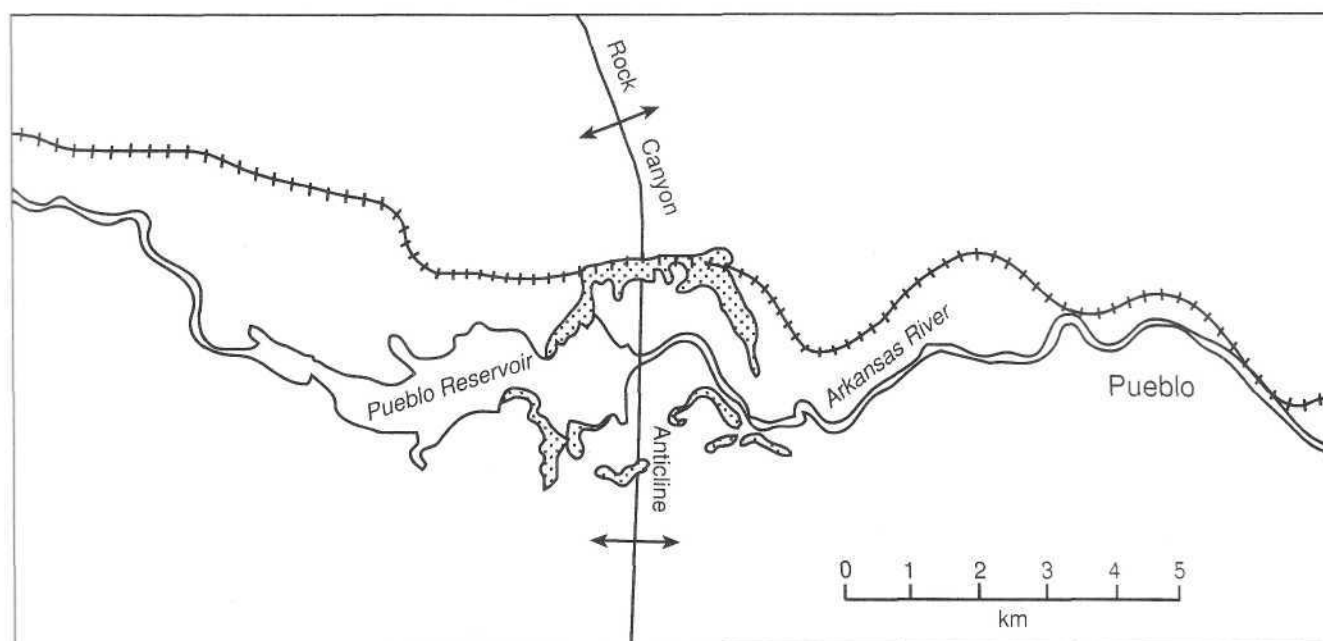 Rock
Canyon
Anticline
Pueblo Reservoir
Arkansas River
Pueblo
0 1 2 3 4 5
km